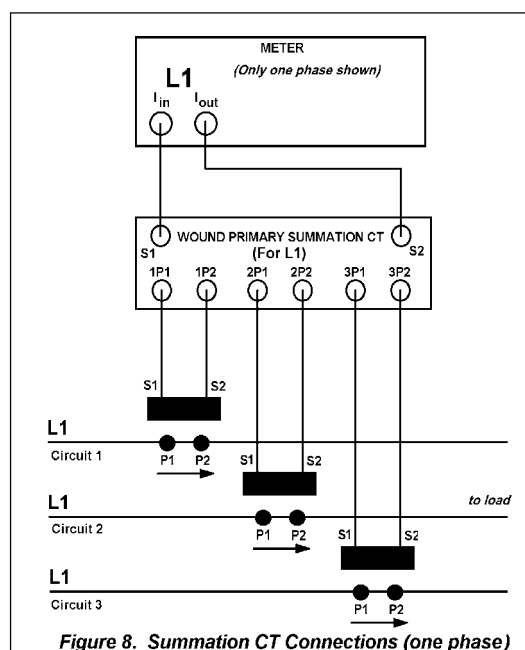 METER
(Only one phase shown)
L1
Iin Iout
WOUND PRIMARY SUMMATION CT
(For L1)
S1 S2
1P1 1P2 2P1 2P2 3P1 3P2
S1 S2
L1
Circuit 1
P1 P2
S1 S2
L1
to load
Circuit 2
P1 P2
S1 S2
L1
Circuit 3
P1 P2
Figure 8. Summation CT Connections (one phase)